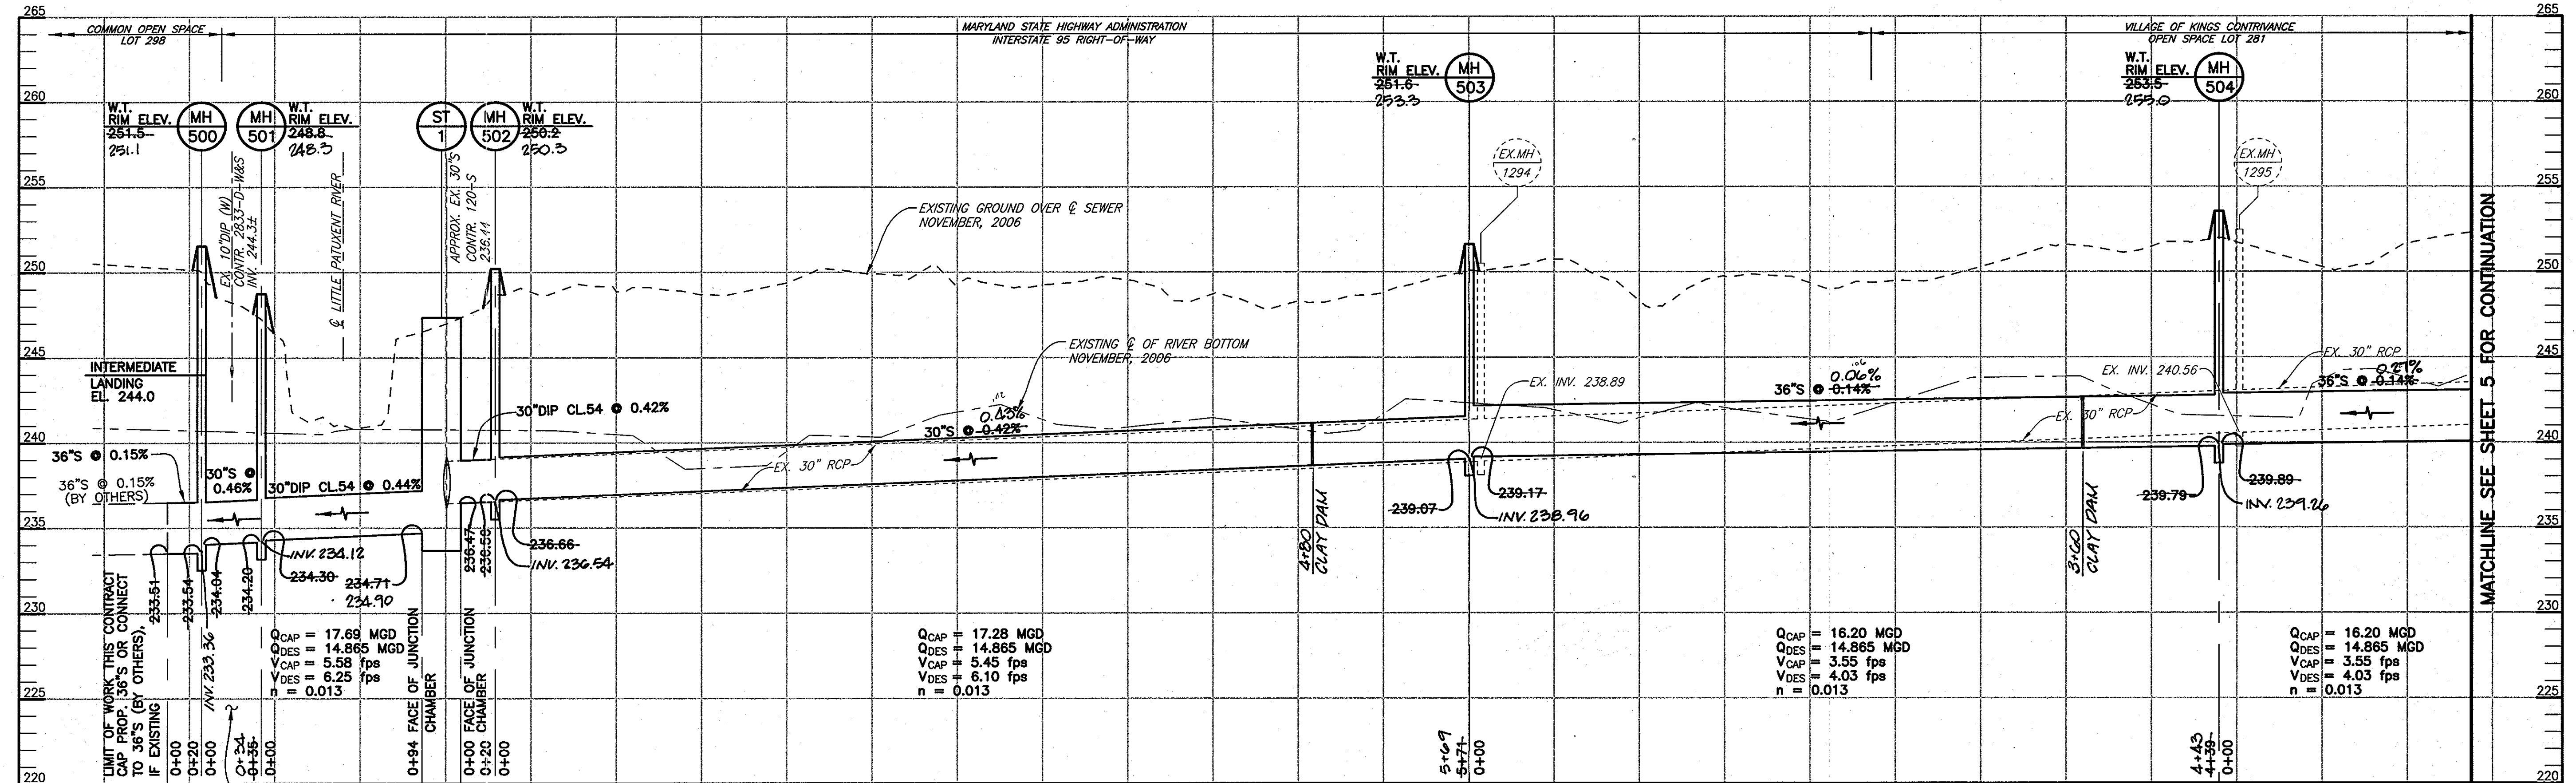 265
265
COMMON OPEN SPACE
LOT 298
MARYLAND STATE HIGHWAY ADMINISTRATION
INTERSTATE 95 RIGHT-OF-WAY
VILLAGE OF KINGS CONTRIVANCE
OPEN SPACE LOT 281
260
260
W.T.
RIM ELEV.
251.5
251.1
MH
500
MH
501
W.T.
RIM ELEV.
248.8
248.3
ST
1
MH
502
W.T.
RIM ELEV.
250.2
250.3
W.T.
RIM ELEV.
251.6
253.3
MH
503
W.T.
RIM ELEV.
253.5
255.0
MH
504
EX. 10"DIP (W)
CONTR. 2833-D-W&S
INV. 244.3±
℄ LITTLE PATUXENT RIVER
APPROX. EX. 30"S
CONTR. 120-S
236.11
EX.MH
1294
EX.MH
1295
255
255
EXISTING GROUND OVER ℄ SEWER
NOVEMBER, 2006
250
250
EXISTING ℄ OF RIVER BOTTOM
NOVEMBER, 2006
245
245
INTERMEDIATE
LANDING
EL. 244.0
30"DIP CL.54 @ 0.42%
.42
0.43%
30"S @ 0.42%
EX. INV. 238.89
.06
0.06%
36"S @ 0.14%
EX. INV. 240.56
EX. 30" RCP
0.27%
36"S @ 0.14%
EX. 30" RCP
EX. 30" RCP
240
240
36"S @ 0.15%
36"S @ 0.15%
(BY OTHERS)
30"S @
0.46%
30"DIP CL.54 @ 0.44%
235
235
233.51
233.54
234.04
234.20
INV. 233.36
INV. 234.12
234.30
234.71
234.90
236.47
236.56
236.66
INV. 236.54
4+80
CLAY DAM
239.07
239.17
INV. 238.96
3+60
CLAY DAM
239.79
239.89
INV. 239.26
230
230
LIMIT OF WORK THIS CONTRACT
CAP PROP. 36"S OR CONNECT
TO 36"S (BY OTHERS),
IF EXISTING
QCAP = 17.69 MGD
QDES = 14.865 MGD
VCAP = 5.58 fps
VDES = 6.25 fps
n = 0.013
QCAP = 17.28 MGD
QDES = 14.865 MGD
VCAP = 5.45 fps
VDES = 6.10 fps
n = 0.013
QCAP = 16.20 MGD
QDES = 14.865 MGD
VCAP = 3.55 fps
VDES = 4.03 fps
n = 0.013
QCAP = 16.20 MGD
QDES = 14.865 MGD
VCAP = 3.55 fps
VDES = 4.03 fps
n = 0.013
225
225
0+00
0+20
0+00
0+34
0+35
0+00
0+94 FACE OF JUNCTION
CHAMBER
0+00 FACE OF JUNCTION
0+20 CHAMBER
0+00
5+69
5+71
0+00
4+43
4+39
0+00
220
220
MATCHLINE SEE SHEET 5 FOR CONTINUATION